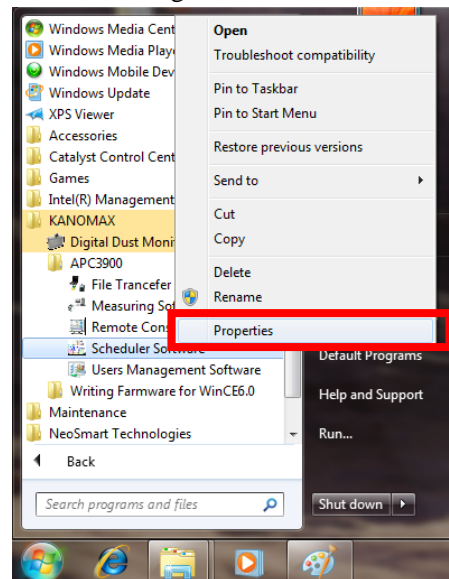 Windows Media Cent
Windows Media Playe
Windows Mobile Dev
Windows Update
XPS Viewer
Accessories
Catalyst Control Cent
Games
Intel(R) Management
KANOMAX
Digital Dust Moni
APC3900
File Trancefer
Measuring Sof
Remote Cons
Scheduler Software
Users Management Software
Writing Farmware for WinCE6.0
Maintenance
NeoSmart Technologies
Back
Search programs and files
Open
Troubleshoot compatibility
Pin to Taskbar
Pin to Start Menu
Restore previous versions
Send to
Cut
Copy
Delete
Rename
Properties
Default Programs
Help and Support
Run...
Shut down